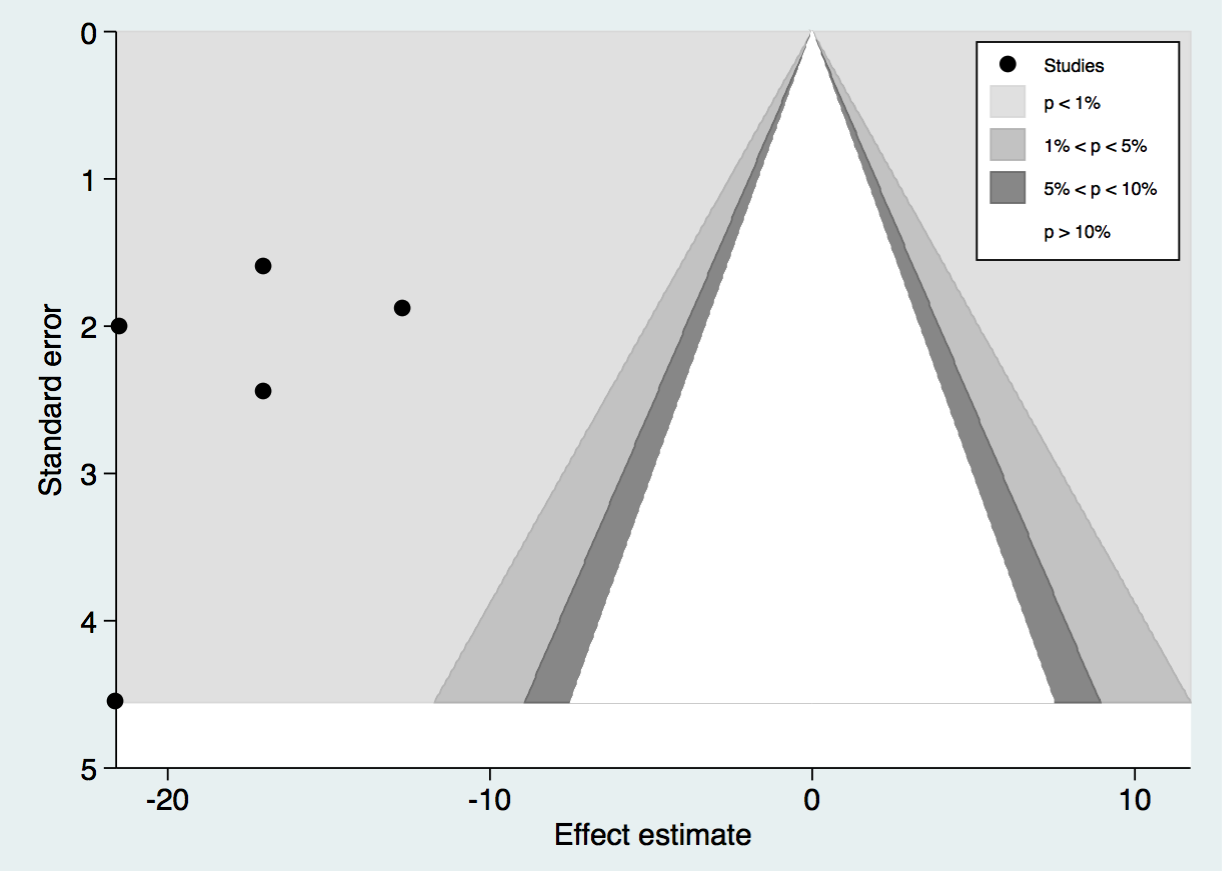 0
1
2
3
4
5
Standard error
-20
-10
0
10
Effect estimate
Studies
p < 1%
1% < p < 5%
5% < p < 10%
p > 10%